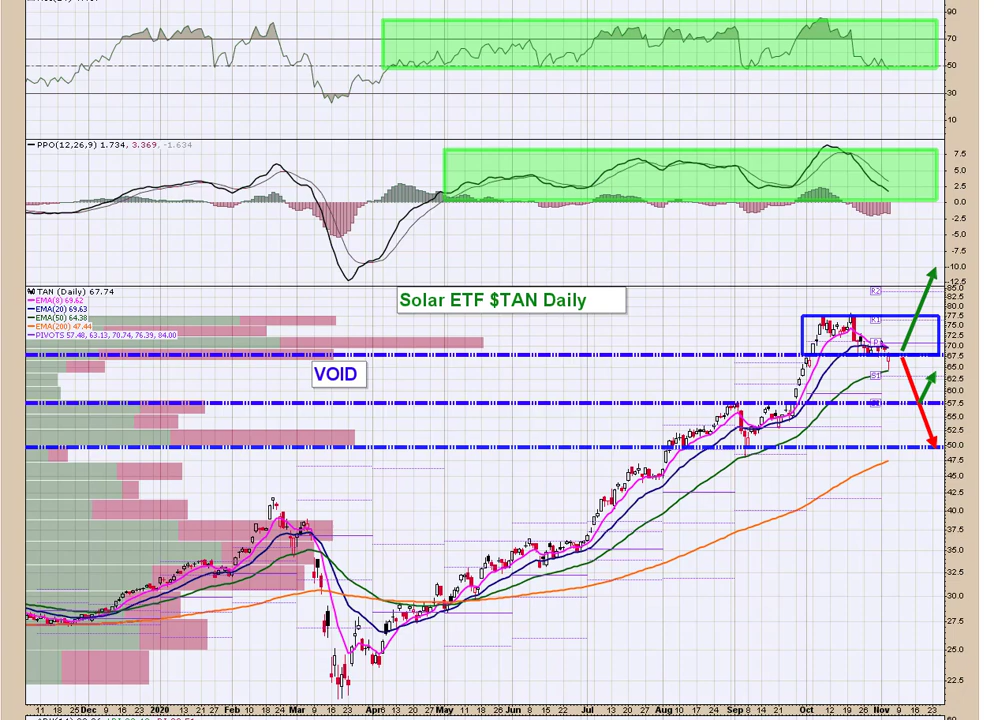 90
70
50
30
10
PPO(12,26,9) 1.734, 3.369, -1.634
7.5
5.0
2.5
0.0
-2.5
-5.0
-7.5
-10.0
-12.5
TAN (Daily) 67.74
EMA(8) 69.62
EMA(20) 69.63
EMA(50) 64.38
EMA(200) 47.44
PIVOTS 57.48, 63.13, 70.74, 76.39, 84.00
Solar ETF $TAN Daily
VOID
R2
R1
P
S1
85.0
82.5
80.0
77.5
75.0
72.5
70.0
67.5
65.0
62.5
60.0
57.5
55.0
52.5
50.0
47.5
45.0
42.5
40.0
37.5
35.0
32.5
30.0
27.5
25.0
22.5
11 18 25 Dec 9 16 23 2020 13 21 27 Feb 10 18 24 Mar 9 16 23 Apr 6 13 20 27 May 11 18 26 Jun 8 15 22 Jul 6 13 20 27 Aug 10 17 24 Sep 8 14 21 Oct 5 12 19 26 Nov 9 16 23